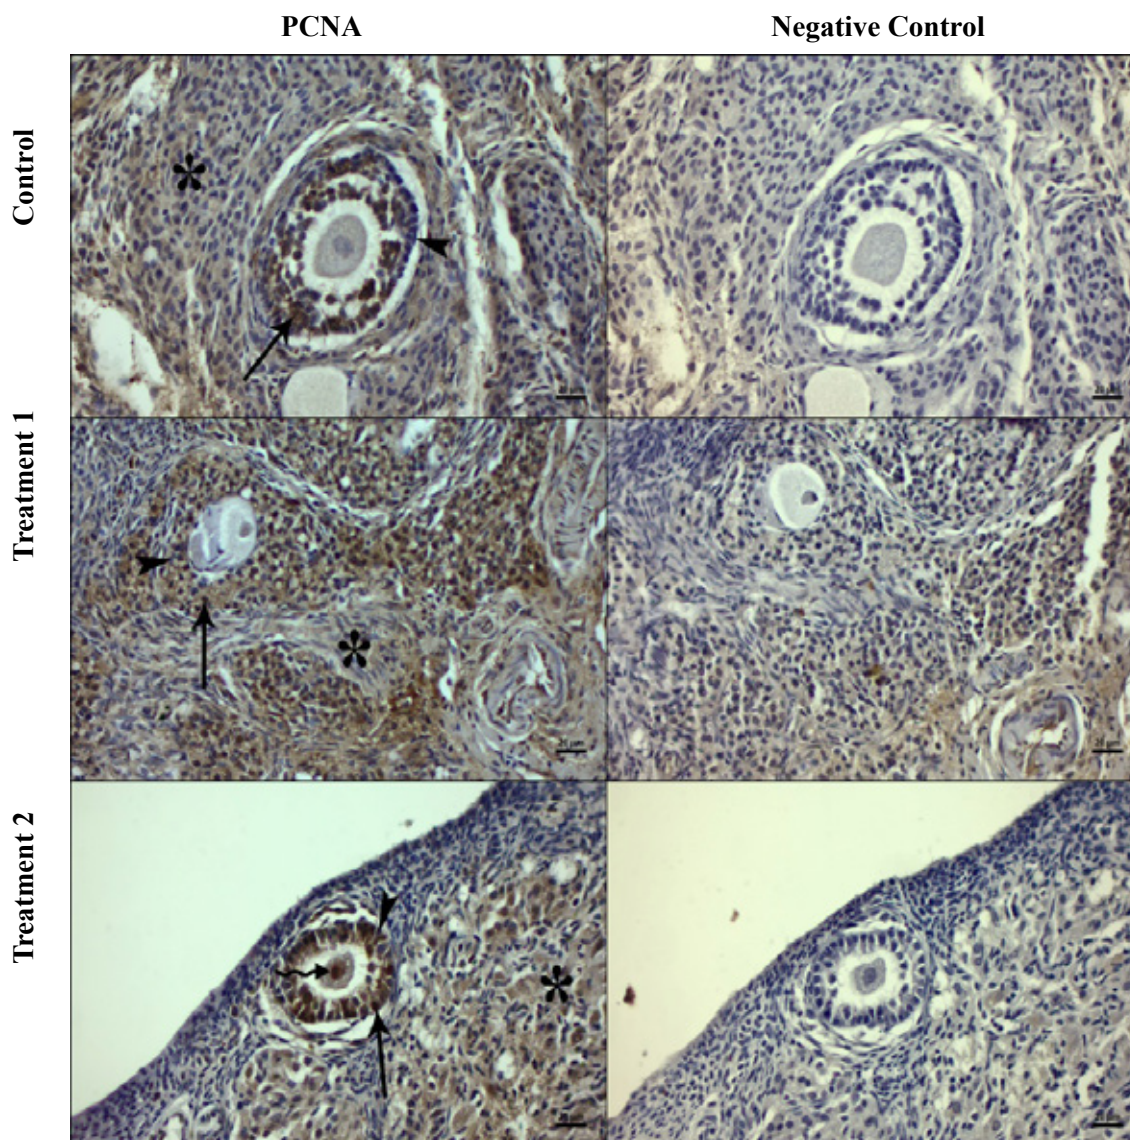 PCNA
Negative Control
Control
Treatment 1
Treatment 2